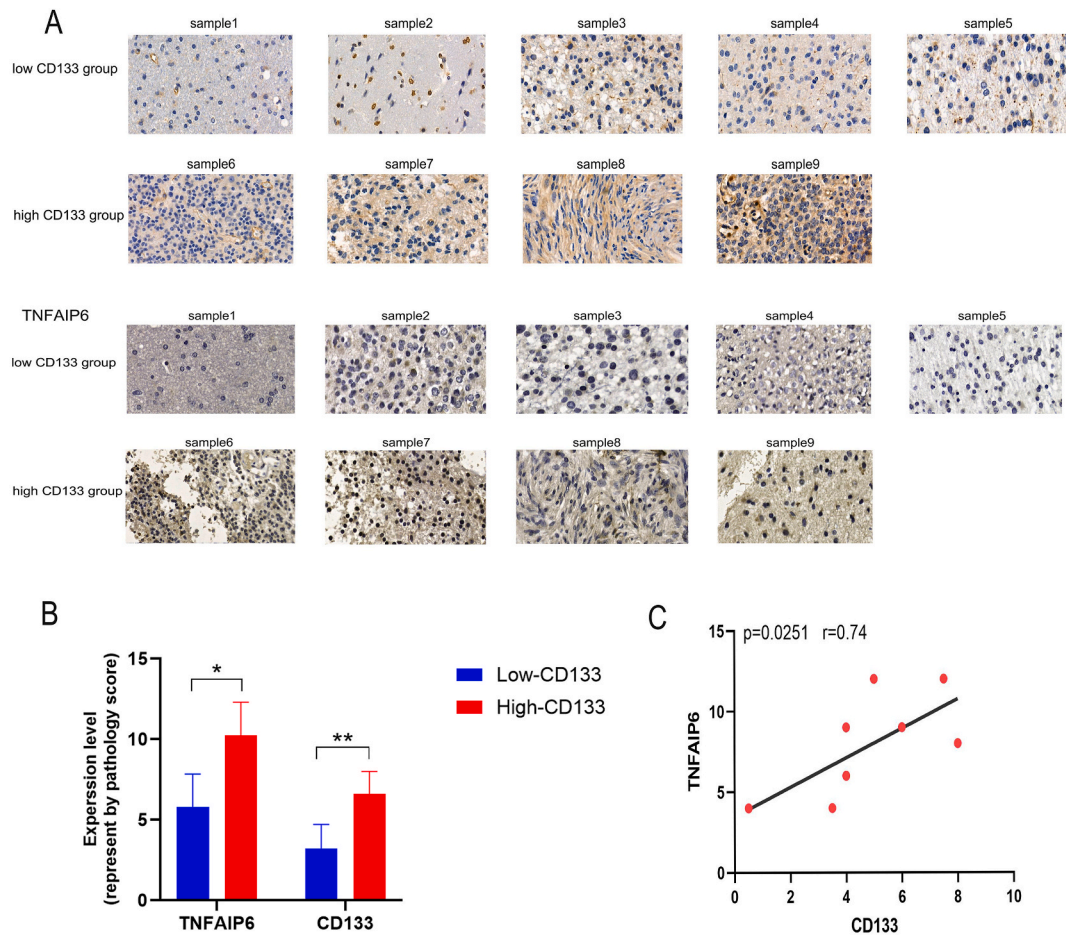 A
sample1 sample2 sample3 sample4 sample5
low CD133 group
sample6 sample7 sample8 sample9
high CD133 group
TNFAIP6
sample1 sample2 sample3 sample4 sample5
low CD133 group
sample6 sample7 sample8 sample9
high CD133 group
B
Experssion level
(represent by pathology score)
15
10
5
0
*
**
TNFAIP6 CD133
Low-CD133
High-CD133
C
p=0.0251 r=0.74
TNFAIP6
15
10
5
0
0 2 4 6 8 10
CD133